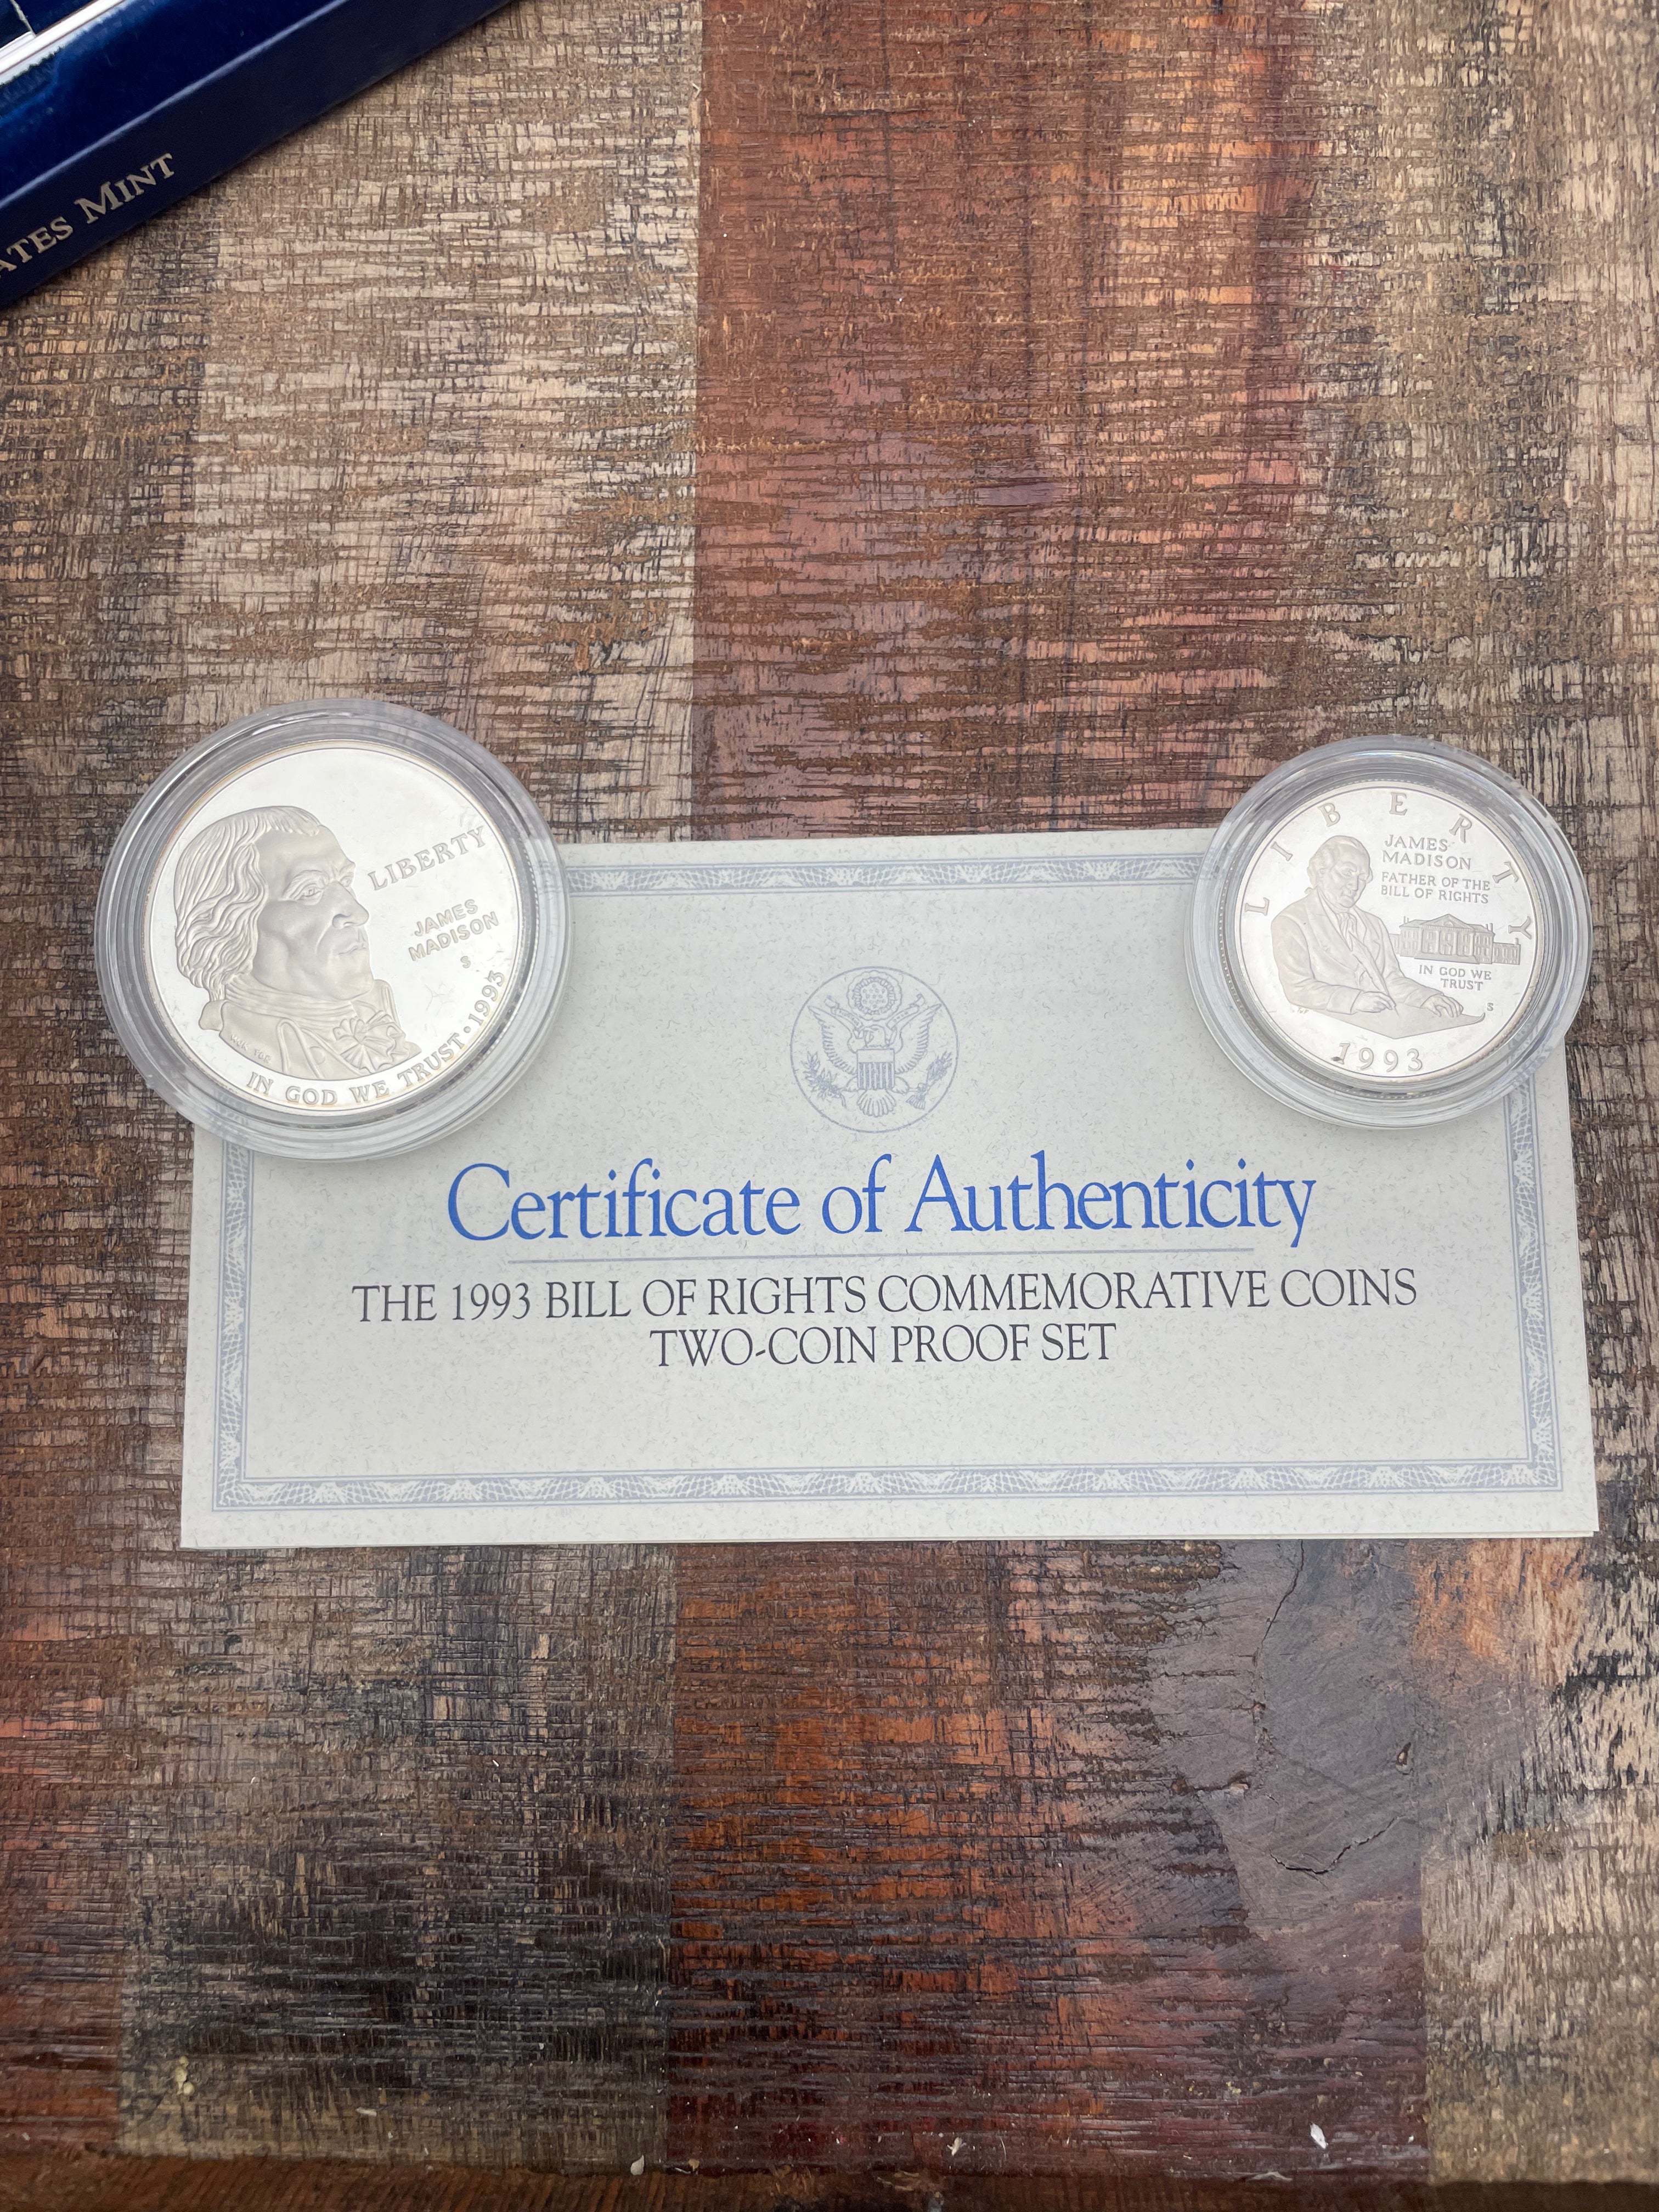 ATES MINT
LIBERTY
JAMES
MADISON
S
IN GOD WE TRUST • 1993
LIBERTY
JAMES
MADISON
FATHER OF THE
BILL OF RIGHTS
IN GOD WE
TRUST
S
1993
Certificate of Authenticity
THE 1993 BILL OF RIGHTS COMMEMORATIVE COINS
TWO-COIN PROOF SET